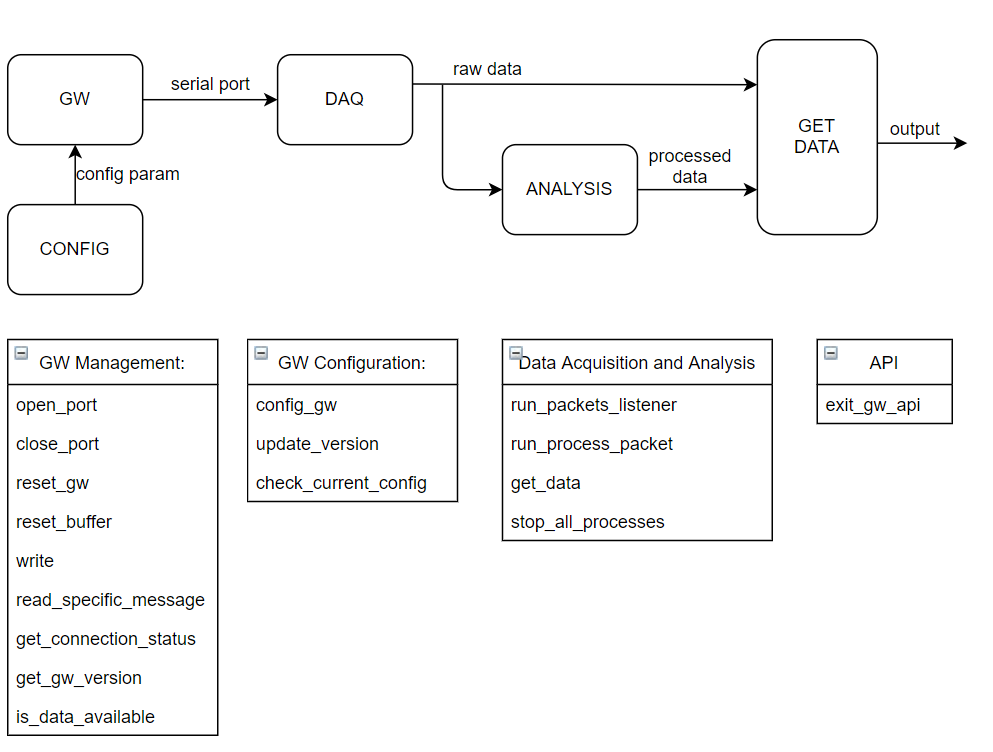 serial port
raw data
GW
DAQ
GET
DATA
output
config param
processed
data
ANALYSIS
CONFIG
GW Management:
open_port
close_port
reset_gw
reset_buffer
write
read_specific_message
get_connection_status
get_gw_version
is_data_available
GW Configuration:
config_gw
update_version
check_current_config
Data Acquisition and Analysis
run_packets_listener
run_process_packet
get_data
stop_all_processes
API
exit_gw_api